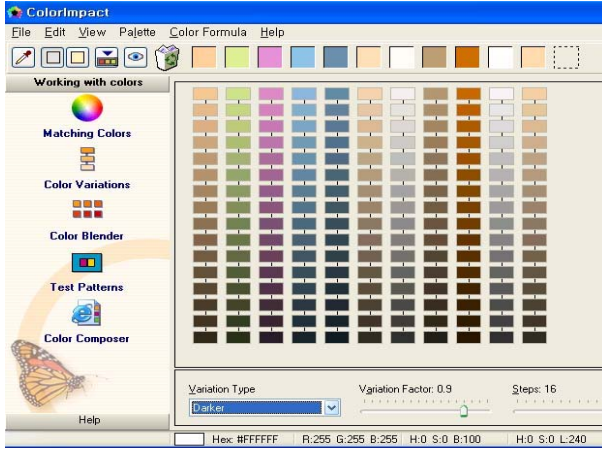 ColorImpact
File Edit View Palette Color Formula Help
Working with colors
Matching Colors
Color Variations
Color Blender
Test Patterns
Color Composer
Help
Variation Type
Darker
Variation Factor: 0.9
Steps: 16
Hex: #FFFFFF R:255 G:255 B:255 H:0 S:0 B:100 H:0 S:0 L:240